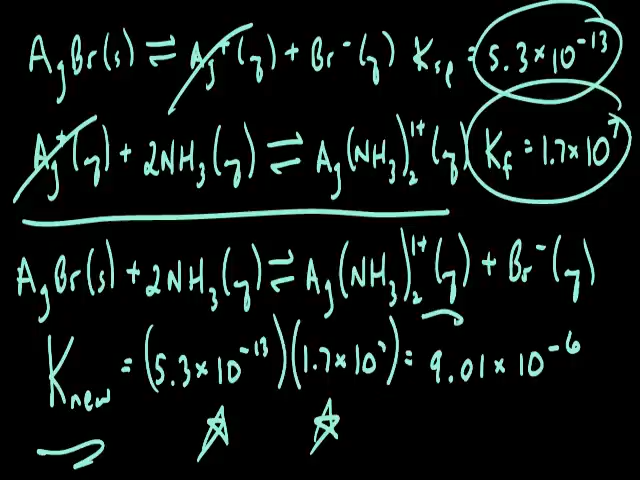 AgBr(s) ⇌ Ag⁺(aq) + Br⁻(aq) Ksp = 5.3×10⁻¹³
Ag⁺(aq) + 2NH₃(aq) ⇌ Ag(NH₃)₂¹⁺(aq) Kf = 1.7×10⁷
AgBr(s) + 2NH₃(aq) ⇌ Ag(NH₃)₂¹⁺(aq) + Br⁻(aq)
Knew = (5.3×10⁻¹³)(1.7×10⁷) = 9.01×10⁻⁶